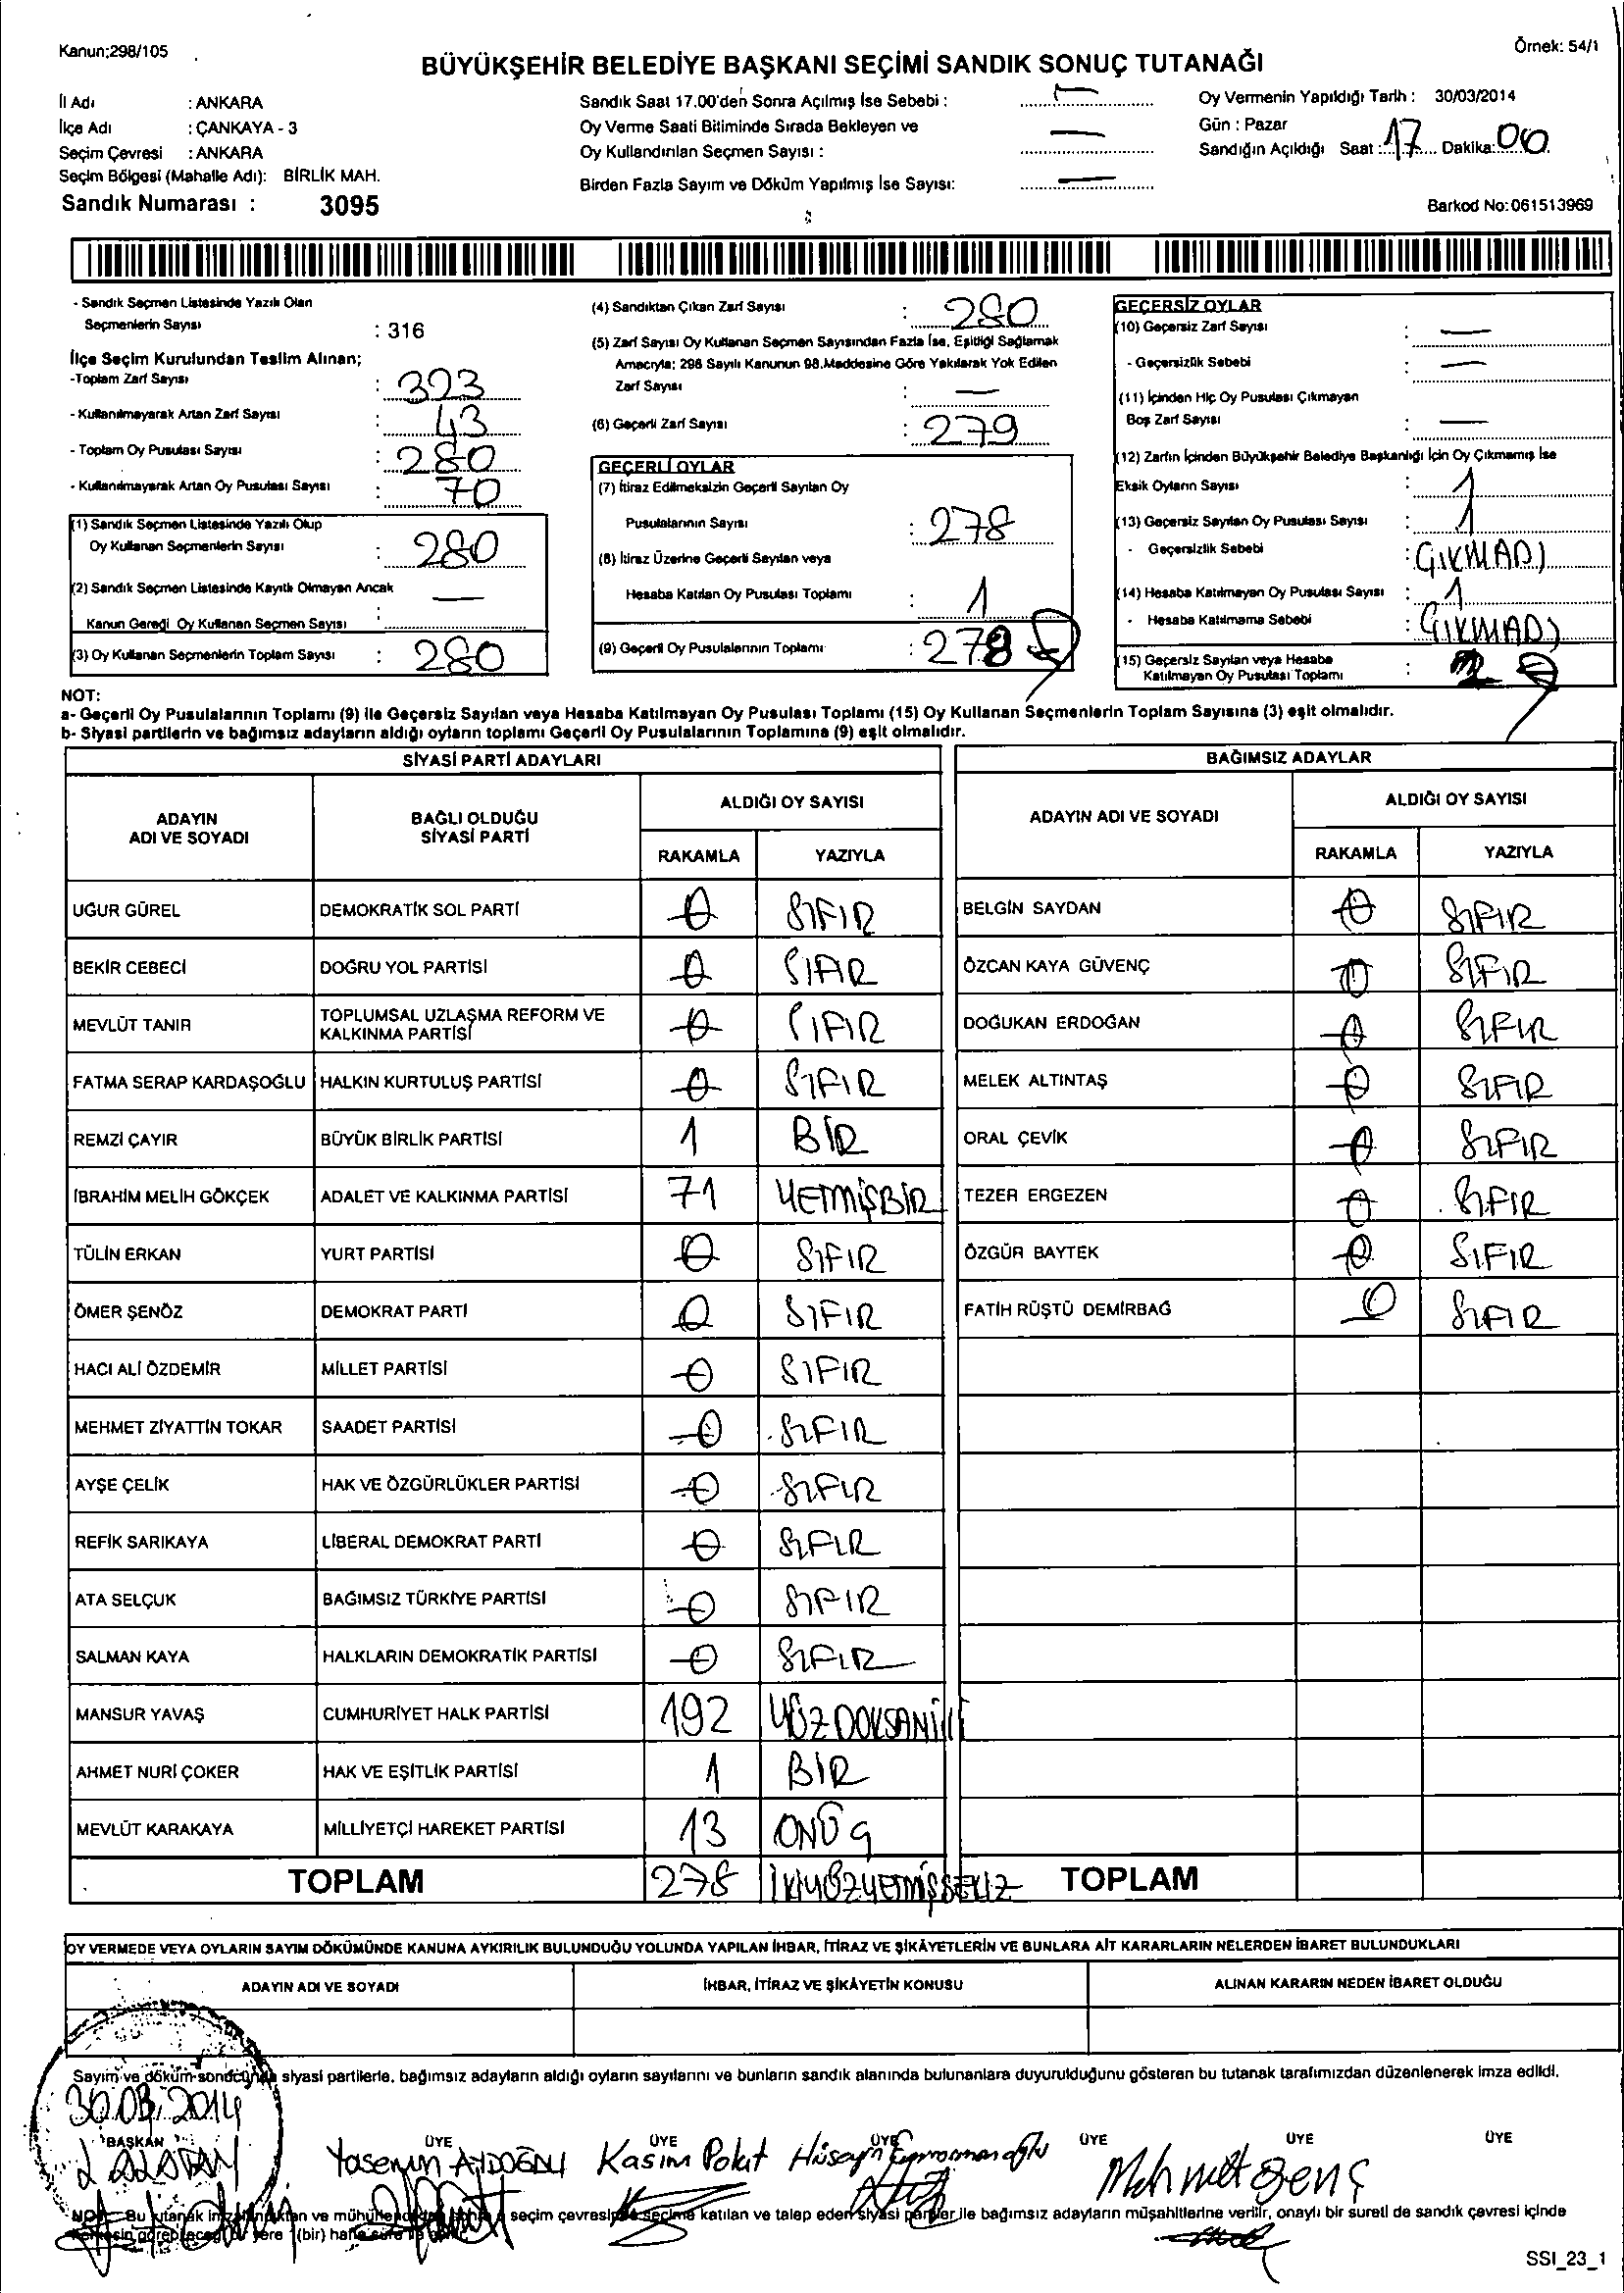 Kanun:298/105
Örnek: 54/1
BÜYÜKŞEHİR BELEDİYE BAŞKANI SEÇİMİ SANDIK SONUÇ TUTANAĞI
İl Adı : ANKARA
İlçe Adı : ÇANKAYA - 3
Seçim Çevresi : ANKARA
Seçim Bölgesi (Mahalle Adı): BİRLİK MAH.
Sandık Numarası : 3095
Sandık Saat 17.00'den Sonra Açılmış İse Sebebi : —
Oy Verme Saati Bitiminde Sırada Bekleyen ve
Oy Kullandırılan Seçmen Sayısı : —
Birden Fazla Sayım ve Döküm Yapılmış İse Sayısı: —
Oy Vermenin Yapıldığı Tarih : 30/03/2014
Gün : Pazar
Sandığın Açıldığı Saat : 17 Dakika: 00
Barkod No:061513969
- Sandık Seçmen Listesinde Yazılı Olan
Seçmenlerin Sayısı : 316
İlçe Seçim Kurulundan Teslim Alınan;
-Toplam Zarf Sayısı : 323
- Kullanılmayarak Artan Zarf Sayısı : 43
- Toplam Oy Pusulası Sayısı : 280
- Kullanılmayarak Artan Oy Pusulası Sayısı : 70
(1) Sandık Seçmen Listesinde Yazılı Olup
Oy Kullanan Seçmenlerin Sayısı : 280
(2) Sandık Seçmen Listesinde Kayıtlı Olmayan Ancak
Kanun Gereği Oy Kullanan Seçmen Sayısı : —
(3) Oy Kullanan Seçmenlerin Toplam Sayısı : 280
(4) Sandıktan Çıkan Zarf Sayısı : 280
(5) Zarf Sayısı Oy Kullanan Seçmen Sayısından Fazla İse, Eşitliği Sağlamak
Amacıyla; 298 Sayılı Kanunun 98.Maddesine Göre Yakılarak Yok Edilen
Zarf Sayısı : —
(6) Geçerli Zarf Sayısı : 279
GEÇERLİ OYLAR
(7) İtiraz Edilmeksizin Geçerli Sayılan Oy
Pusulalarının Sayısı : 278
(8) İtiraz Üzerine Geçerli Sayılan veya
Hesaba Katılan Oy Pusulası Toplamı : 1
(9) Geçerli Oy Pusulalarının Toplamı : 278
GEÇERSİZ OYLAR
(10) Geçersiz Zarf Sayısı : —
- Geçersizlik Sebebi : —
(11) İçinden Hiç Oy Pusulası Çıkmayan
Boş Zarf Sayısı : —
(12) Zarfın İçinden Büyükşehir Belediye Başkanlığı İçin Oy Çıkmamış İse
Eksik Oyların Sayısı : 1
(13) Geçersiz Sayılan Oy Pusulası Sayısı : 1
- Geçersizlik Sebebi : ÇIKMADI
(14) Hesaba Katılmayan Oy Pusulası Sayısı : 1
- Hesaba Katılmama Sebebi : ÇIKMADI
(15) Geçersiz Sayılan veya Hesaba
Katılmayan Oy Pusulası Toplamı : 2
NOT:
a- Geçerli Oy Pusulalarının Toplamı (9) ile Geçersiz Sayılan veya Hesaba Katılmayan Oy Pusulası Toplamı (15) Oy Kullanan Seçmenlerin Toplam Sayısına (3) eşit olmalıdır.
b- Siyasi partilerin ve bağımsız adayların aldığı oyların toplamı Geçerli Oy Pusulalarının Toplamına (9) eşit olmalıdır.
SİYASİ PARTİ ADAYLARI
ADAYIN ADI VE SOYADI BAĞLI OLDUĞU SİYASİ PARTİ ALDIĞI OY SAYISI
RAKAMLA YAZIYLA
UĞUR GÜREL DEMOKRATİK SOL PARTİ 0 SIFIR
BEKİR CEBECİ DOĞRU YOL PARTİSİ 0 SIFIR
MEVLÜT TANIR TOPLUMSAL UZLAŞMA REFORM VE KALKINMA PARTİSİ 0 SIFIR
FATMA SERAP KARDAŞOĞLU HALKIN KURTULUŞ PARTİSİ 0 SIFIR
REMZİ ÇAYIR BÜYÜK BİRLİK PARTİSİ 1 BİR
İBRAHİM MELİH GÖKÇEK ADALET VE KALKINMA PARTİSİ 71 YETMİŞBİR
TÜLİN ERKAN YURT PARTİSİ 0 SIFIR
ÖMER ŞENÖZ DEMOKRAT PARTİ 0 SIFIR
HACI ALİ ÖZDEMİR MİLLET PARTİSİ 0 SIFIR
MEHMET ZİYATTİN TOKAR SAADET PARTİSİ 0 SIFIR
AYŞE ÇELİK HAK VE ÖZGÜRLÜKLER PARTİSİ 0 SIFIR
REFİK SARIKAYA LİBERAL DEMOKRAT PARTİ 0 SIFIR
ATA SELÇUK BAĞIMSIZ TÜRKİYE PARTİSİ 0 SIFIR
SALMAN KAYA HALKLARIN DEMOKRATİK PARTİSİ 0 SIFIR
MANSUR YAVAŞ CUMHURİYET HALK PARTİSİ 192 YÜZDOKSANİKİ
AHMET NURİ ÇOKER HAK VE EŞİTLİK PARTİSİ 1 BİR
MEVLÜT KARAKAYA MİLLİYETÇİ HAREKET PARTİSİ 13 ONÜÇ
TOPLAM 278 İKİYÜZYETMİŞSEKİZ
BAĞIMSIZ ADAYLAR
ADAYIN ADI VE SOYADI ALDIĞI OY SAYISI
RAKAMLA YAZIYLA
BELGİN SAYDAN 0 SIFIR
ÖZCAN KAYA GÜVENÇ 0 SIFIR
DOĞUKAN ERDOĞAN 0 SIFIR
MELEK ALTINTAŞ 0 SIFIR
ORAL ÇEVİK 0 SIFIR
TEZER ERGEZEN 0 SIFIR
ÖZGÜR BAYTEK 0 SIFIR
FATİH RÜŞTÜ DEMİRBAĞ 0 SIFIR
TOPLAM
OY VERMEDE VEYA OYLARIN SAYIM DÖKÜMÜNDE KANUNA AYKIRILIK BULUNDUĞU YOLUNDA YAPILAN İHBAR, İTİRAZ VE ŞİKÂYETLERİN VE BUNLARA AİT KARARLARIN NELERDEN İBARET BULUNDUKLARI
ADAYIN ADI VE SOYADI İHBAR, İTİRAZ VE ŞİKÂYETİN KONUSU ALINAN KARARIN NEDEN İBARET OLDUĞU
Sayım ve döküm sonucunda siyasi partilerle, bağımsız adayların aldığı oyların sayılarını ve bunların sandık alanında bulunanlara duyurulduğunu gösteren bu tutanak tarafımızdan düzenlenerek imza edildi.
30.03.2014
BAŞKAN ÜYE ÜYE ÜYE ÜYE ÜYE ÜYE
Yasemin AYDOĞDU Kasım Polat Hüseyin Mehmet Genç
NOT: Bu tutanak imzalandıktan ve mühürlendikten sonra seçim çevresinde seçime katılan ve talep eden siyasi partiler ile bağımsız adayların müşahitlerine verilir, onaylı bir sureti de sandık çevresi içinde
herkesin görebileceği bir yere 1(bir) hafta süre ile asılır.
SSI_23_1